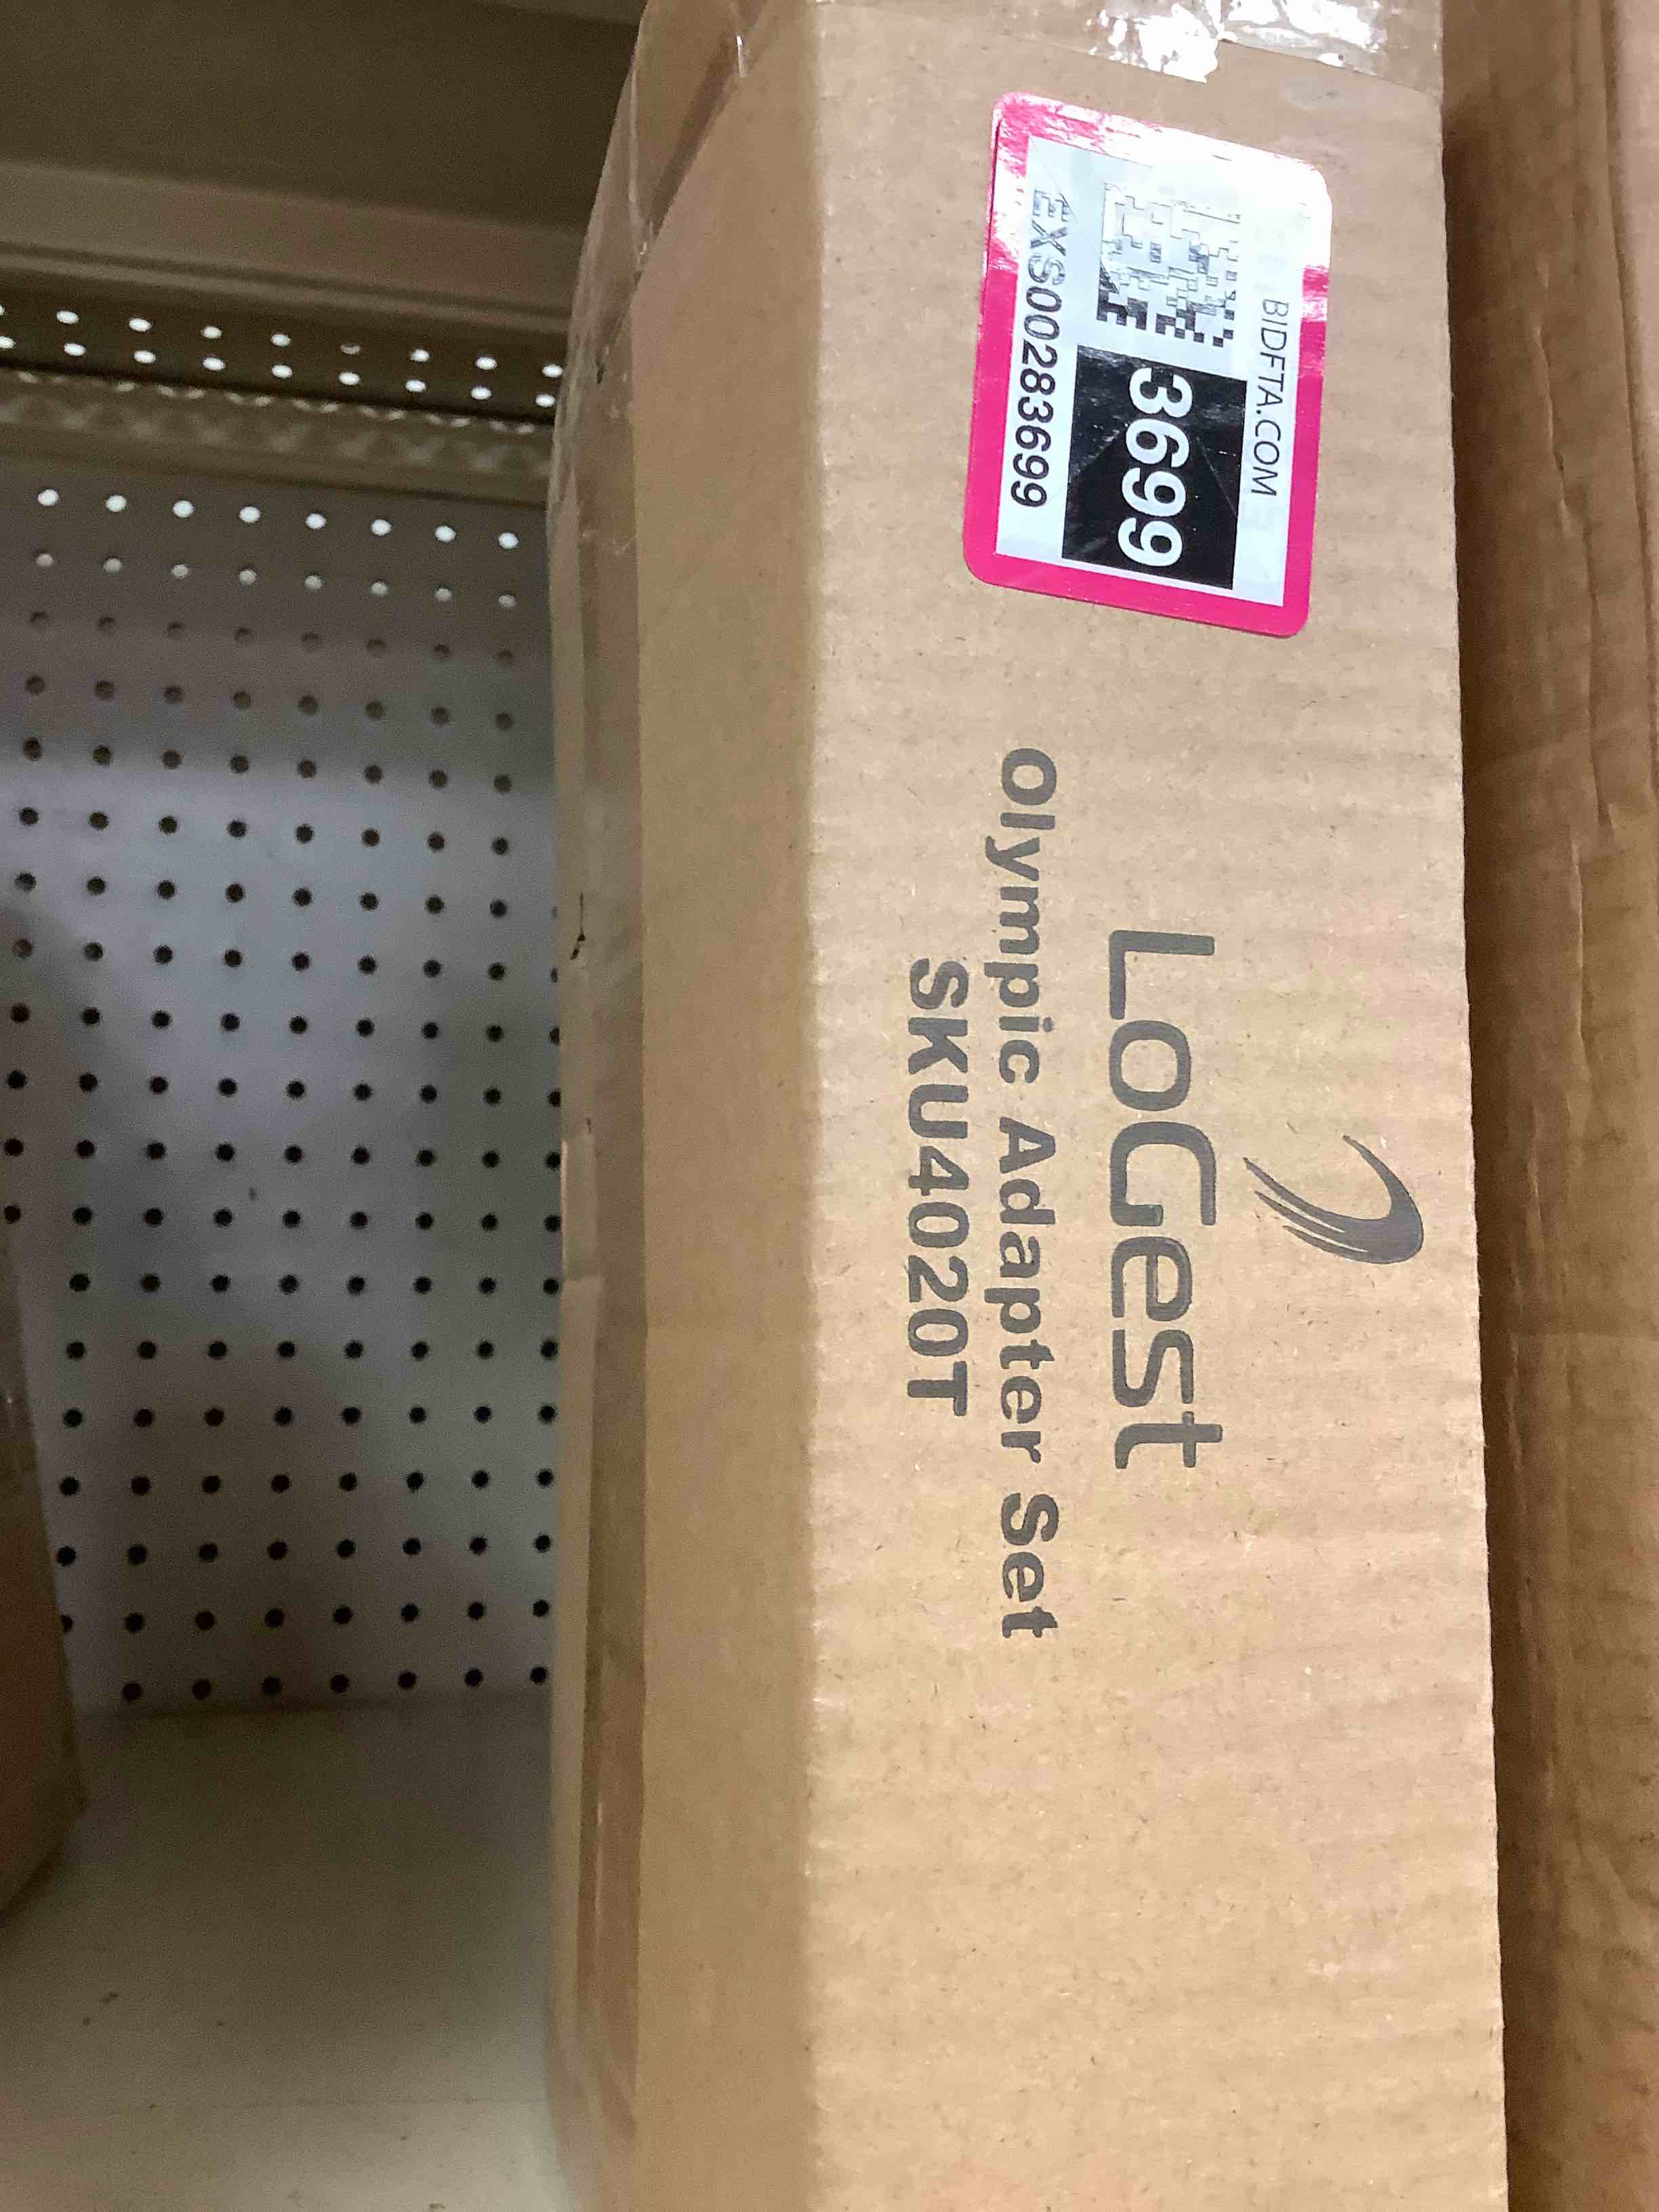 BIDFTA.COM
3699
EXS00283699
LoGest
Olympic Adapter Set
SKU4020T